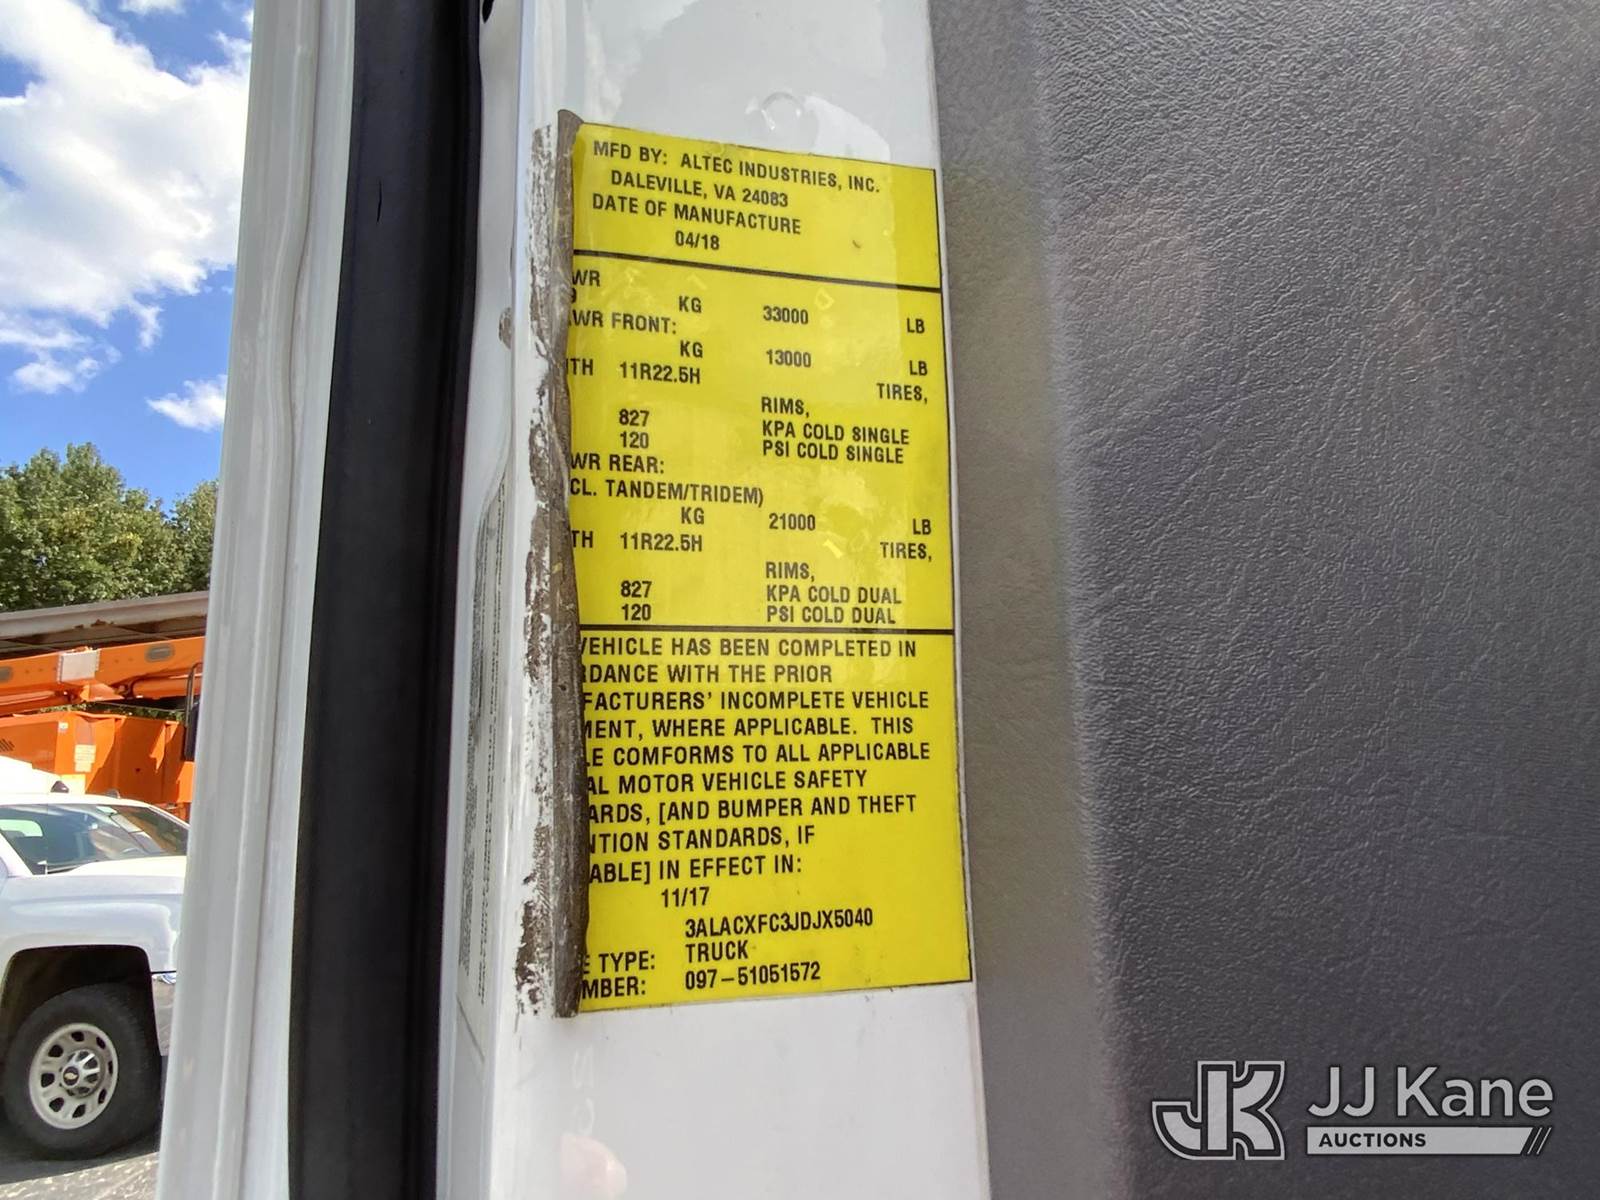 MFD BY: ALTEC INDUSTRIES, INC.
DALEVILLE, VA 24083
DATE OF MANUFACTURE
04/18
WR
KG 33000 LB
WR FRONT:
KG 13000 LB
TH 11R22.5H TIRES,
RIMS,
827 KPA COLD SINGLE
120 PSI COLD SINGLE
WR REAR:
CL. TANDEM/TRIDEM)
KG 21000 LB
TH 11R22.5H TIRES,
RIMS,
827 KPA COLD DUAL
120 PSI COLD DUAL
VEHICLE HAS BEEN COMPLETED IN
RDANCE WITH THE PRIOR
FACTURERS' INCOMPLETE VEHICLE
MENT, WHERE APPLICABLE. THIS
LE COMFORMS TO ALL APPLICABLE
AL MOTOR VEHICLE SAFETY
ARDS, [AND BUMPER AND THEFT
NTION STANDARDS, IF
ABLE] IN EFFECT IN:
11/17
3ALACXFC3JDJX5040
E TYPE: TRUCK
MBER: 097-51051572
JK JJ Kane
AUCTIONS